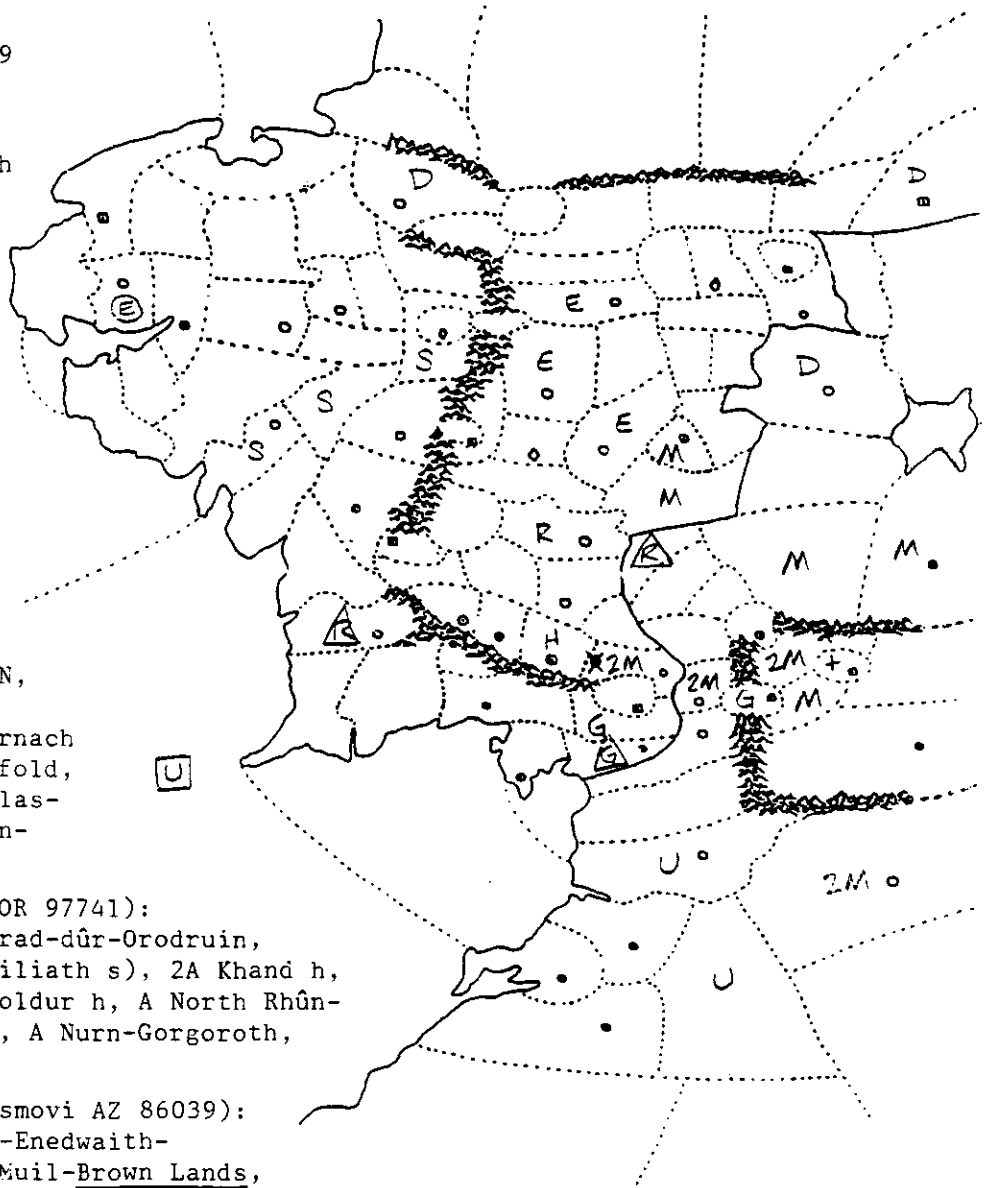 9
h
D
D
E
E
S
E
D
S
E
S
M
M
R
R
M
M
R
H
2M
2M
2M
+
G
M
G
G
N,
rnach
fold,
las-
n-
U
U
2M
U
OR 97741):
rad-dûr-Orodruin,
iliath s), 2A Khand h,
oldur h, A North Rhûn-
, A Nurn-Gorgoroth,
smovi AZ 86039):
-Enedwaith-
Muil-Brown Lands,